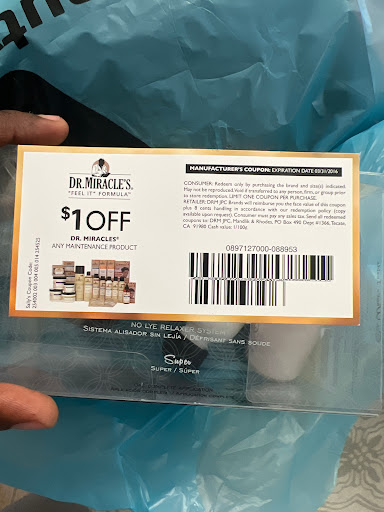 DR.MIRACLE'S.
"FEEL IT" FORMULA™
$1 OFF
DR. MIRACLES®
ANY MAINTENANCE PRODUCT
Sally's Coupon Code:
MANUFACTURER'S COUPON: EXPIRATION DATE 03/31/2016
CONSUMER: Redeem only by purchasing the brand and size(s) indicated.
May not be reproduced. Void if transferred to any person, firm, or group prior
to store redemption. LIMIT ONE COUPON PER PURCHASE.
RETAILER: DRM JPC Brands will reimburse you the face value of this coupon
plus 8 cents handling in accordance with our redemption policy (copy
available upon request). Consumer must pay any sales tax. Send all redeemed
coupons to: DRM JPC, Mandlik & Rhodes, PO Box 490 Dept #1366, Tecate,
CA 91980 Cash value: 1/100¢
0897127000-088953
NO LYE RELAXER SYSTEM
SISTEMA ALISADOR SIN LEJÍA / DÉFRISANT SANS SOUDE
Super
SUPER / SÚPER